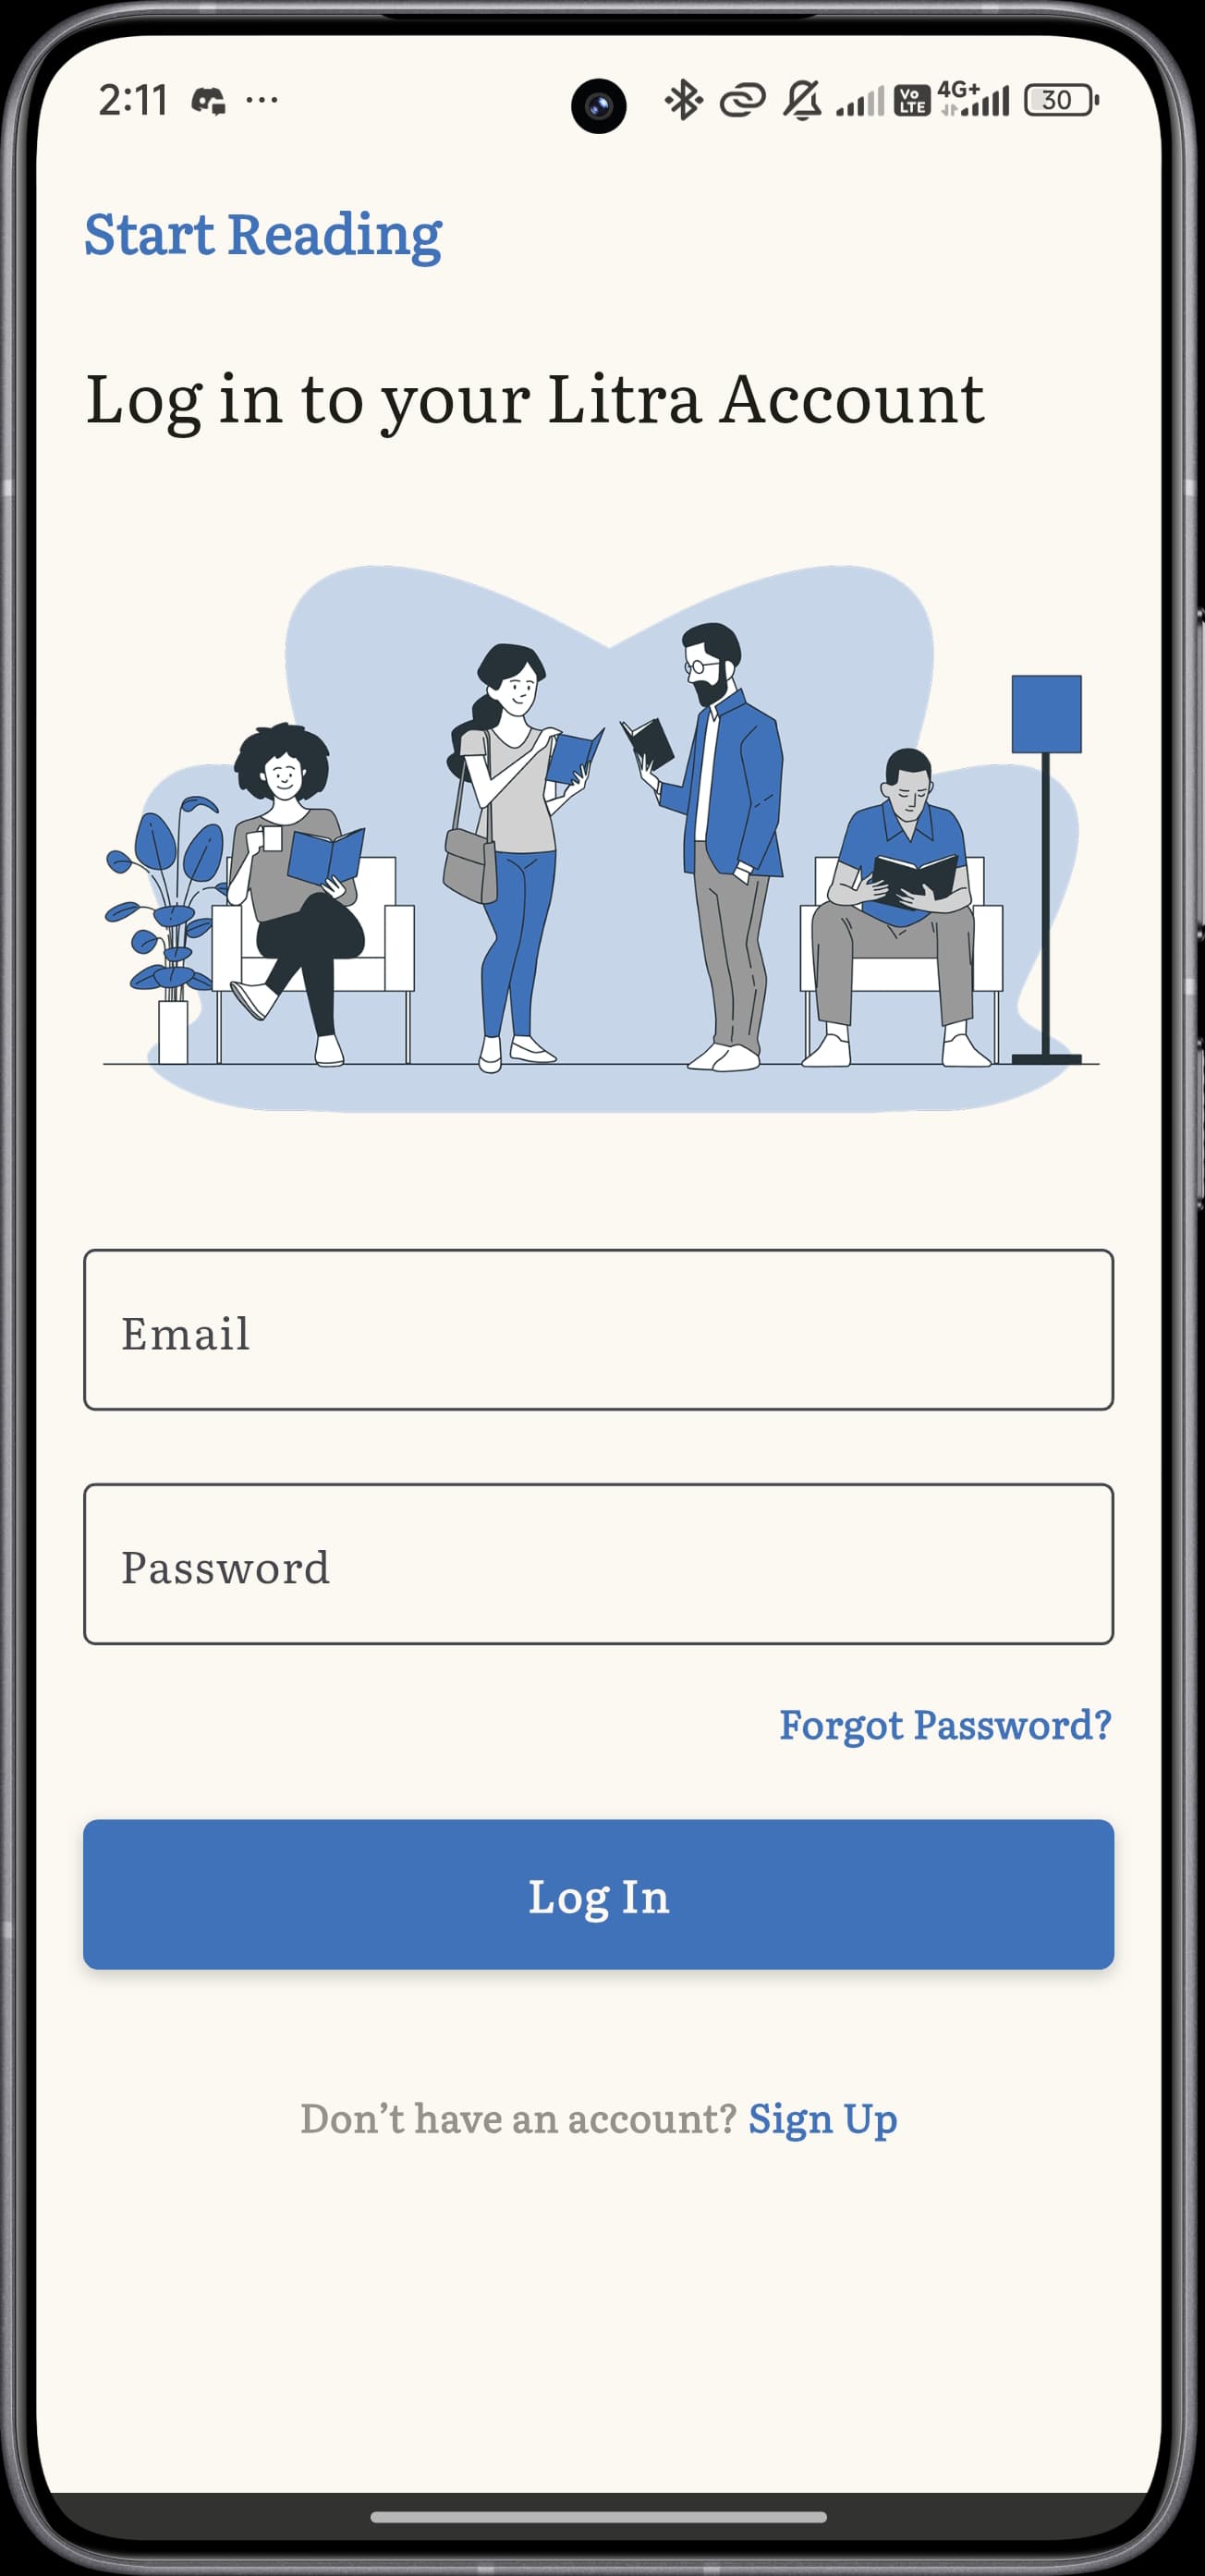 2:11 ... Vo LTE 4G+ 30
Start Reading
Log in to your Litra Account
Email
Password
Forgot Password?
Log In
Don’t have an account? Sign Up